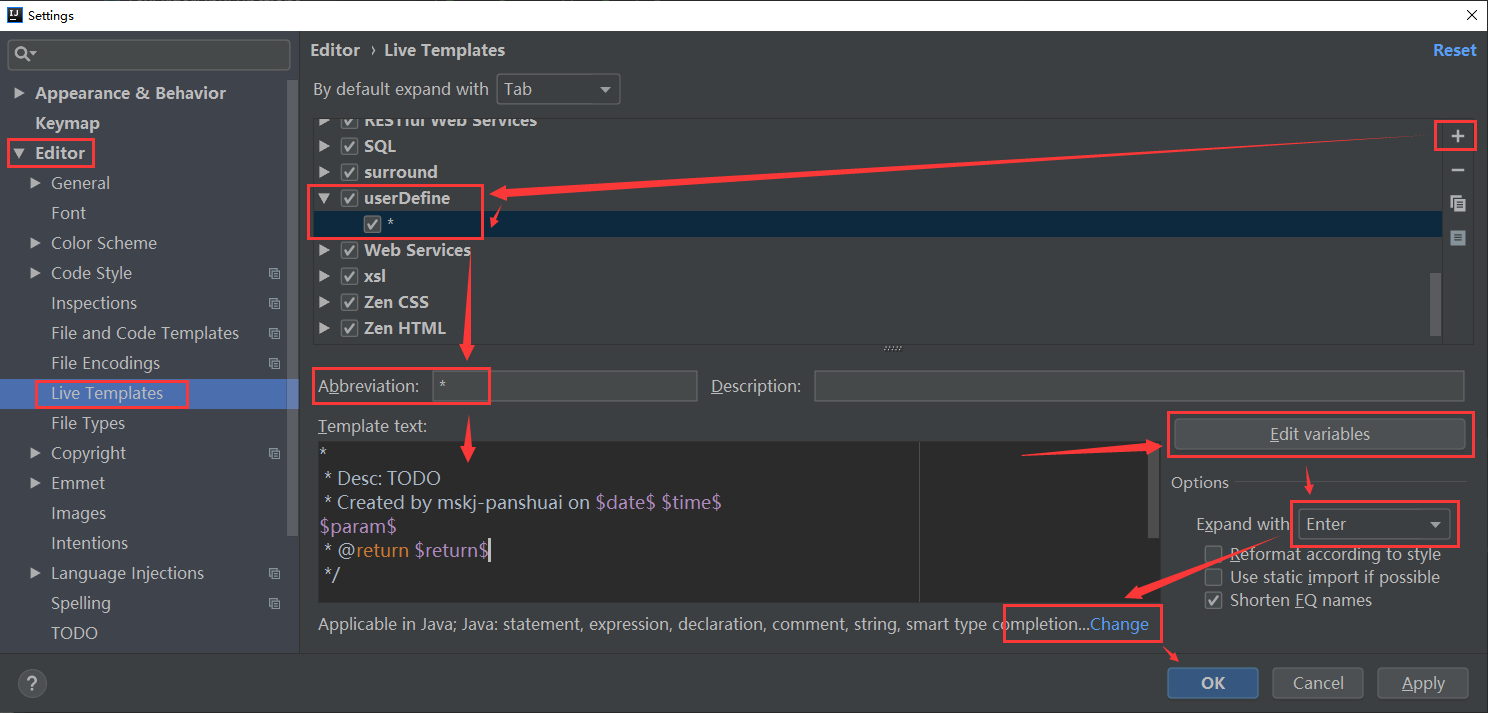 Settings
Editor › Live Templates
Reset
By default expand with Tab
Appearance & Behavior
Keymap
Editor
General
Font
Color Scheme
Code Style
Inspections
File and Code Templates
File Encodings
Live Templates
File Types
Copyright
Emmet
Images
Intentions
Language Injections
Spelling
TODO
RESTful Web Services
SQL
surround
userDefine
*
Web Services
xsl
Zen CSS
Zen HTML
Abbreviation: *
Description:
Template text:
*
* Desc: TODO
* Created by mskj-panshuai on $date$ $time$
$param$
* @return $return$
*/
Edit variables
Options
Expand with Enter
Reformat according to style
Use static import if possible
Shorten FQ names
Applicable in Java; Java: statement, expression, declaration, comment, string, smart type completion...Change
?
OK
Cancel
Apply